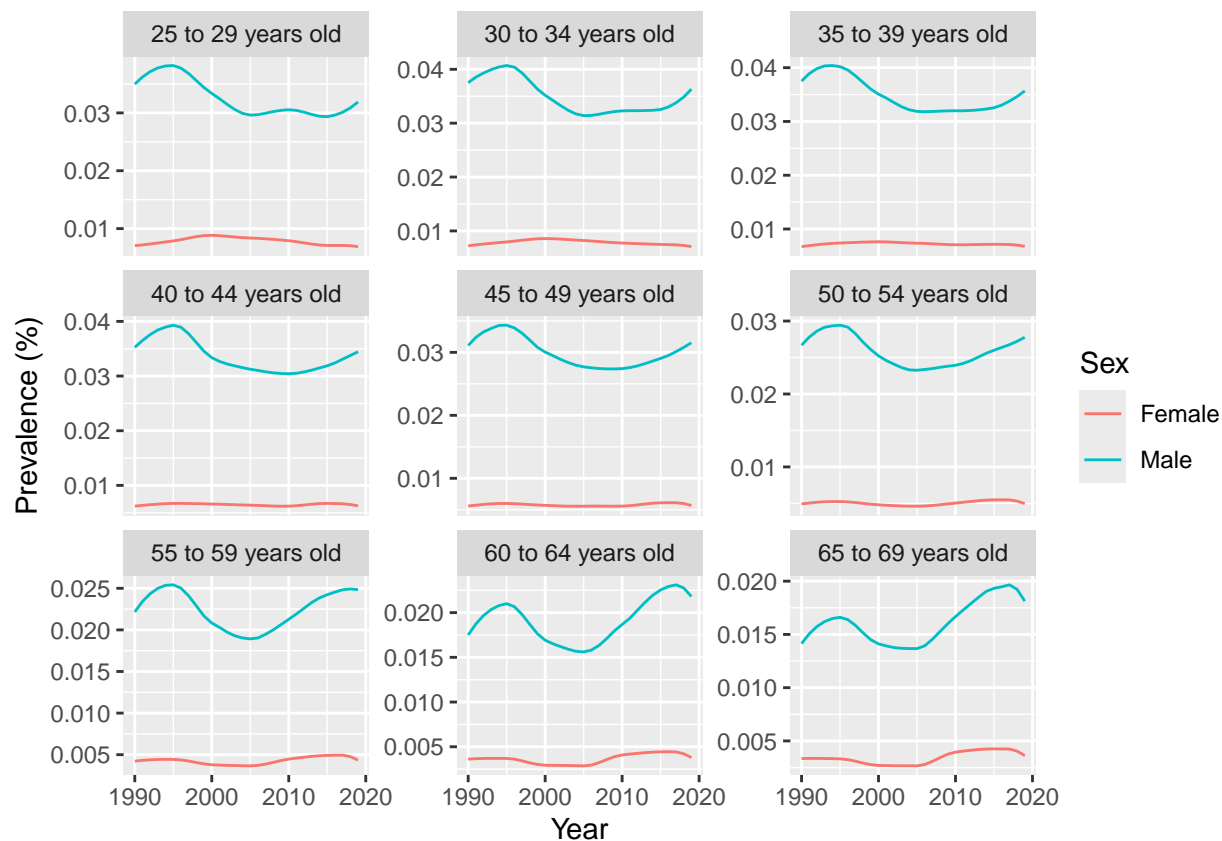 25 to 29 years old
30 to 34 years old
35 to 39 years old
0.03
0.02
0.01
0.04
0.03
0.02
0.01
0.04
0.03
0.02
0.01
40 to 44 years old
45 to 49 years old
50 to 54 years old
0.04
0.03
0.02
0.01
0.03
0.02
0.01
0.03
0.02
0.01
55 to 59 years old
60 to 64 years old
65 to 69 years old
0.025
0.020
0.015
0.010
0.005
0.020
0.015
0.010
0.005
0.020
0.015
0.010
0.005
1990 2000 2010 2020
1990 2000 2010 2020
1990 2000 2010 2020
Year
Prevalence (%)
Sex
Female
Male